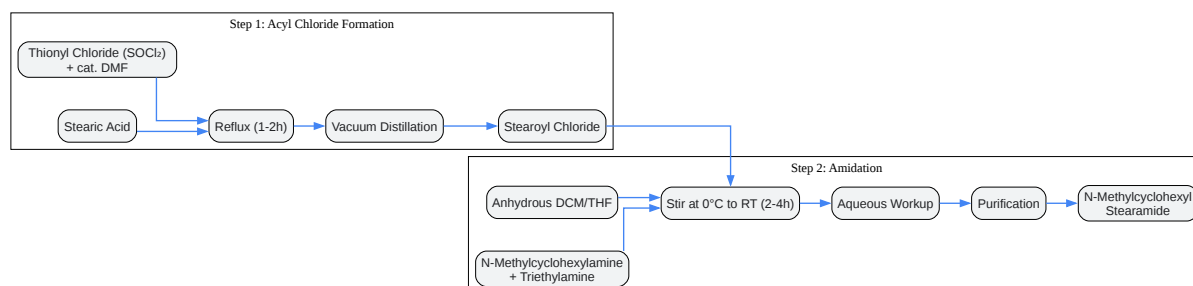 Step 1: Acyl Chloride Formation
Thionyl Chloride (SOCl₂)
+ cat. DMF
Stearic Acid
Reflux (1-2h)
Vacuum Distillation
Stearoyl Chloride
Step 2: Amidation
Anhydrous DCM/THF
Stir at 0°C to RT (2-4h)
Aqueous Workup
Purification
N-Methylcyclohexyl
Stearamide
N-Methylcyclohexylamine
+ Triethylamine